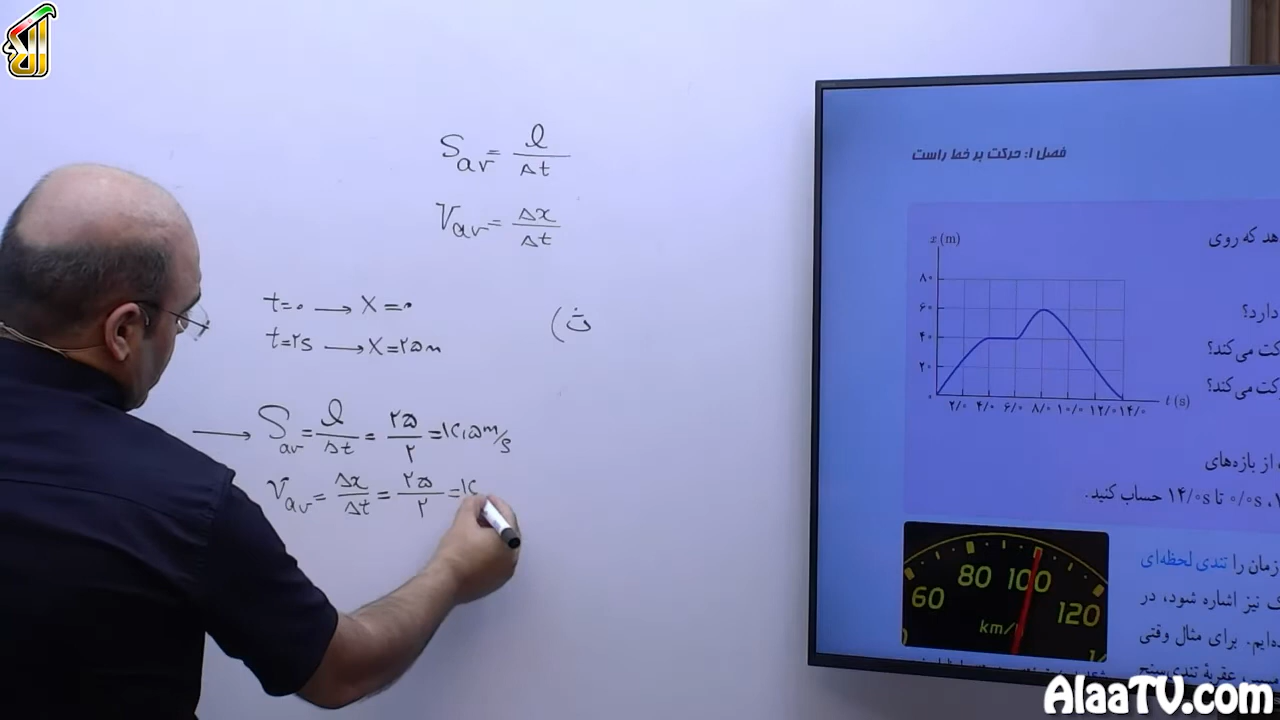 S_av = l / Δt
V_av = Δx / Δt
t=۰ → X=۰
t=۲s → X=۲۵m
ث)
→ S_av = l / Δt = ۲۵ / ۲ = ۱۲,۵ m/s
V_av = Δx / Δt = ۲۵ / ۲ = ۱۲
فصل ۱: حرکت بر خط راست
هد که روی
x (m)
۸۰
۶۰
۴۰
۲۰
۰
۲/۰ ۴/۰ ۶/۰ ۸/۰ ۱۰/۰ ۱۲/۰ ۱۴/۰
t (s)
دارد؟
کت می‌کند؟
کت می‌کند؟
از بازه‌های
۰/۰s تا ۱۴/۰s حساب کنید.
زمان را تندی لحظه‌ای
نیز اشاره شود، در
ده‌ایم. برای مثال وقتی
عقربهٔ تندی‌سنج
60 80 100 120
km/
AlaaTV.com